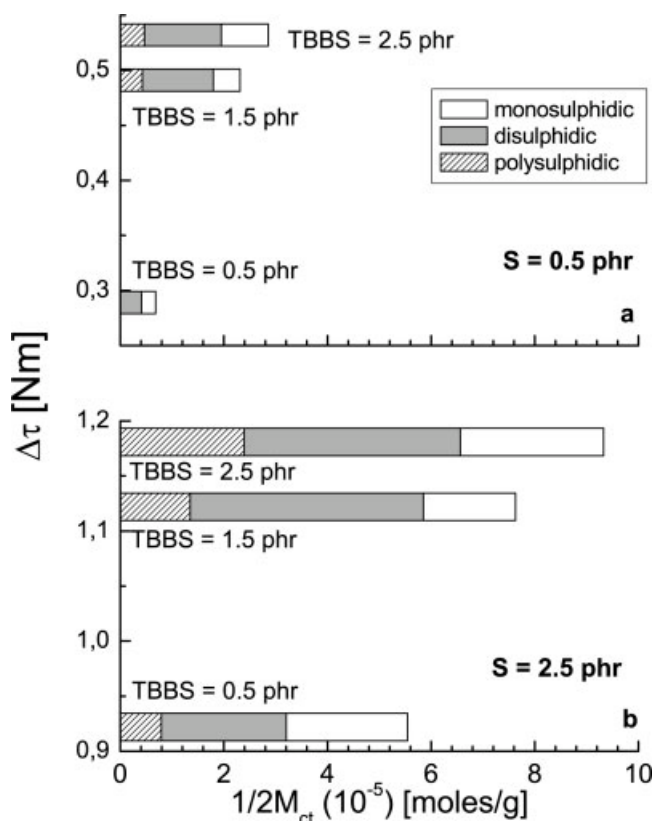 TBBS = 2.5 phr
0,5
TBBS = 1.5 phr
monosulphidic
disulphidic
polysulphidic
0,4
TBBS = 0.5 phr
S = 0.5 phr
0,3
a
Δτ [Nm]
1,2
TBBS = 2.5 phr
1,1
TBBS = 1.5 phr
1,0
S = 2.5 phr
TBBS = 0.5 phr
b
0,9
0 2 4 6 8 10
1/2M_ct (10⁻⁵) [moles/g]